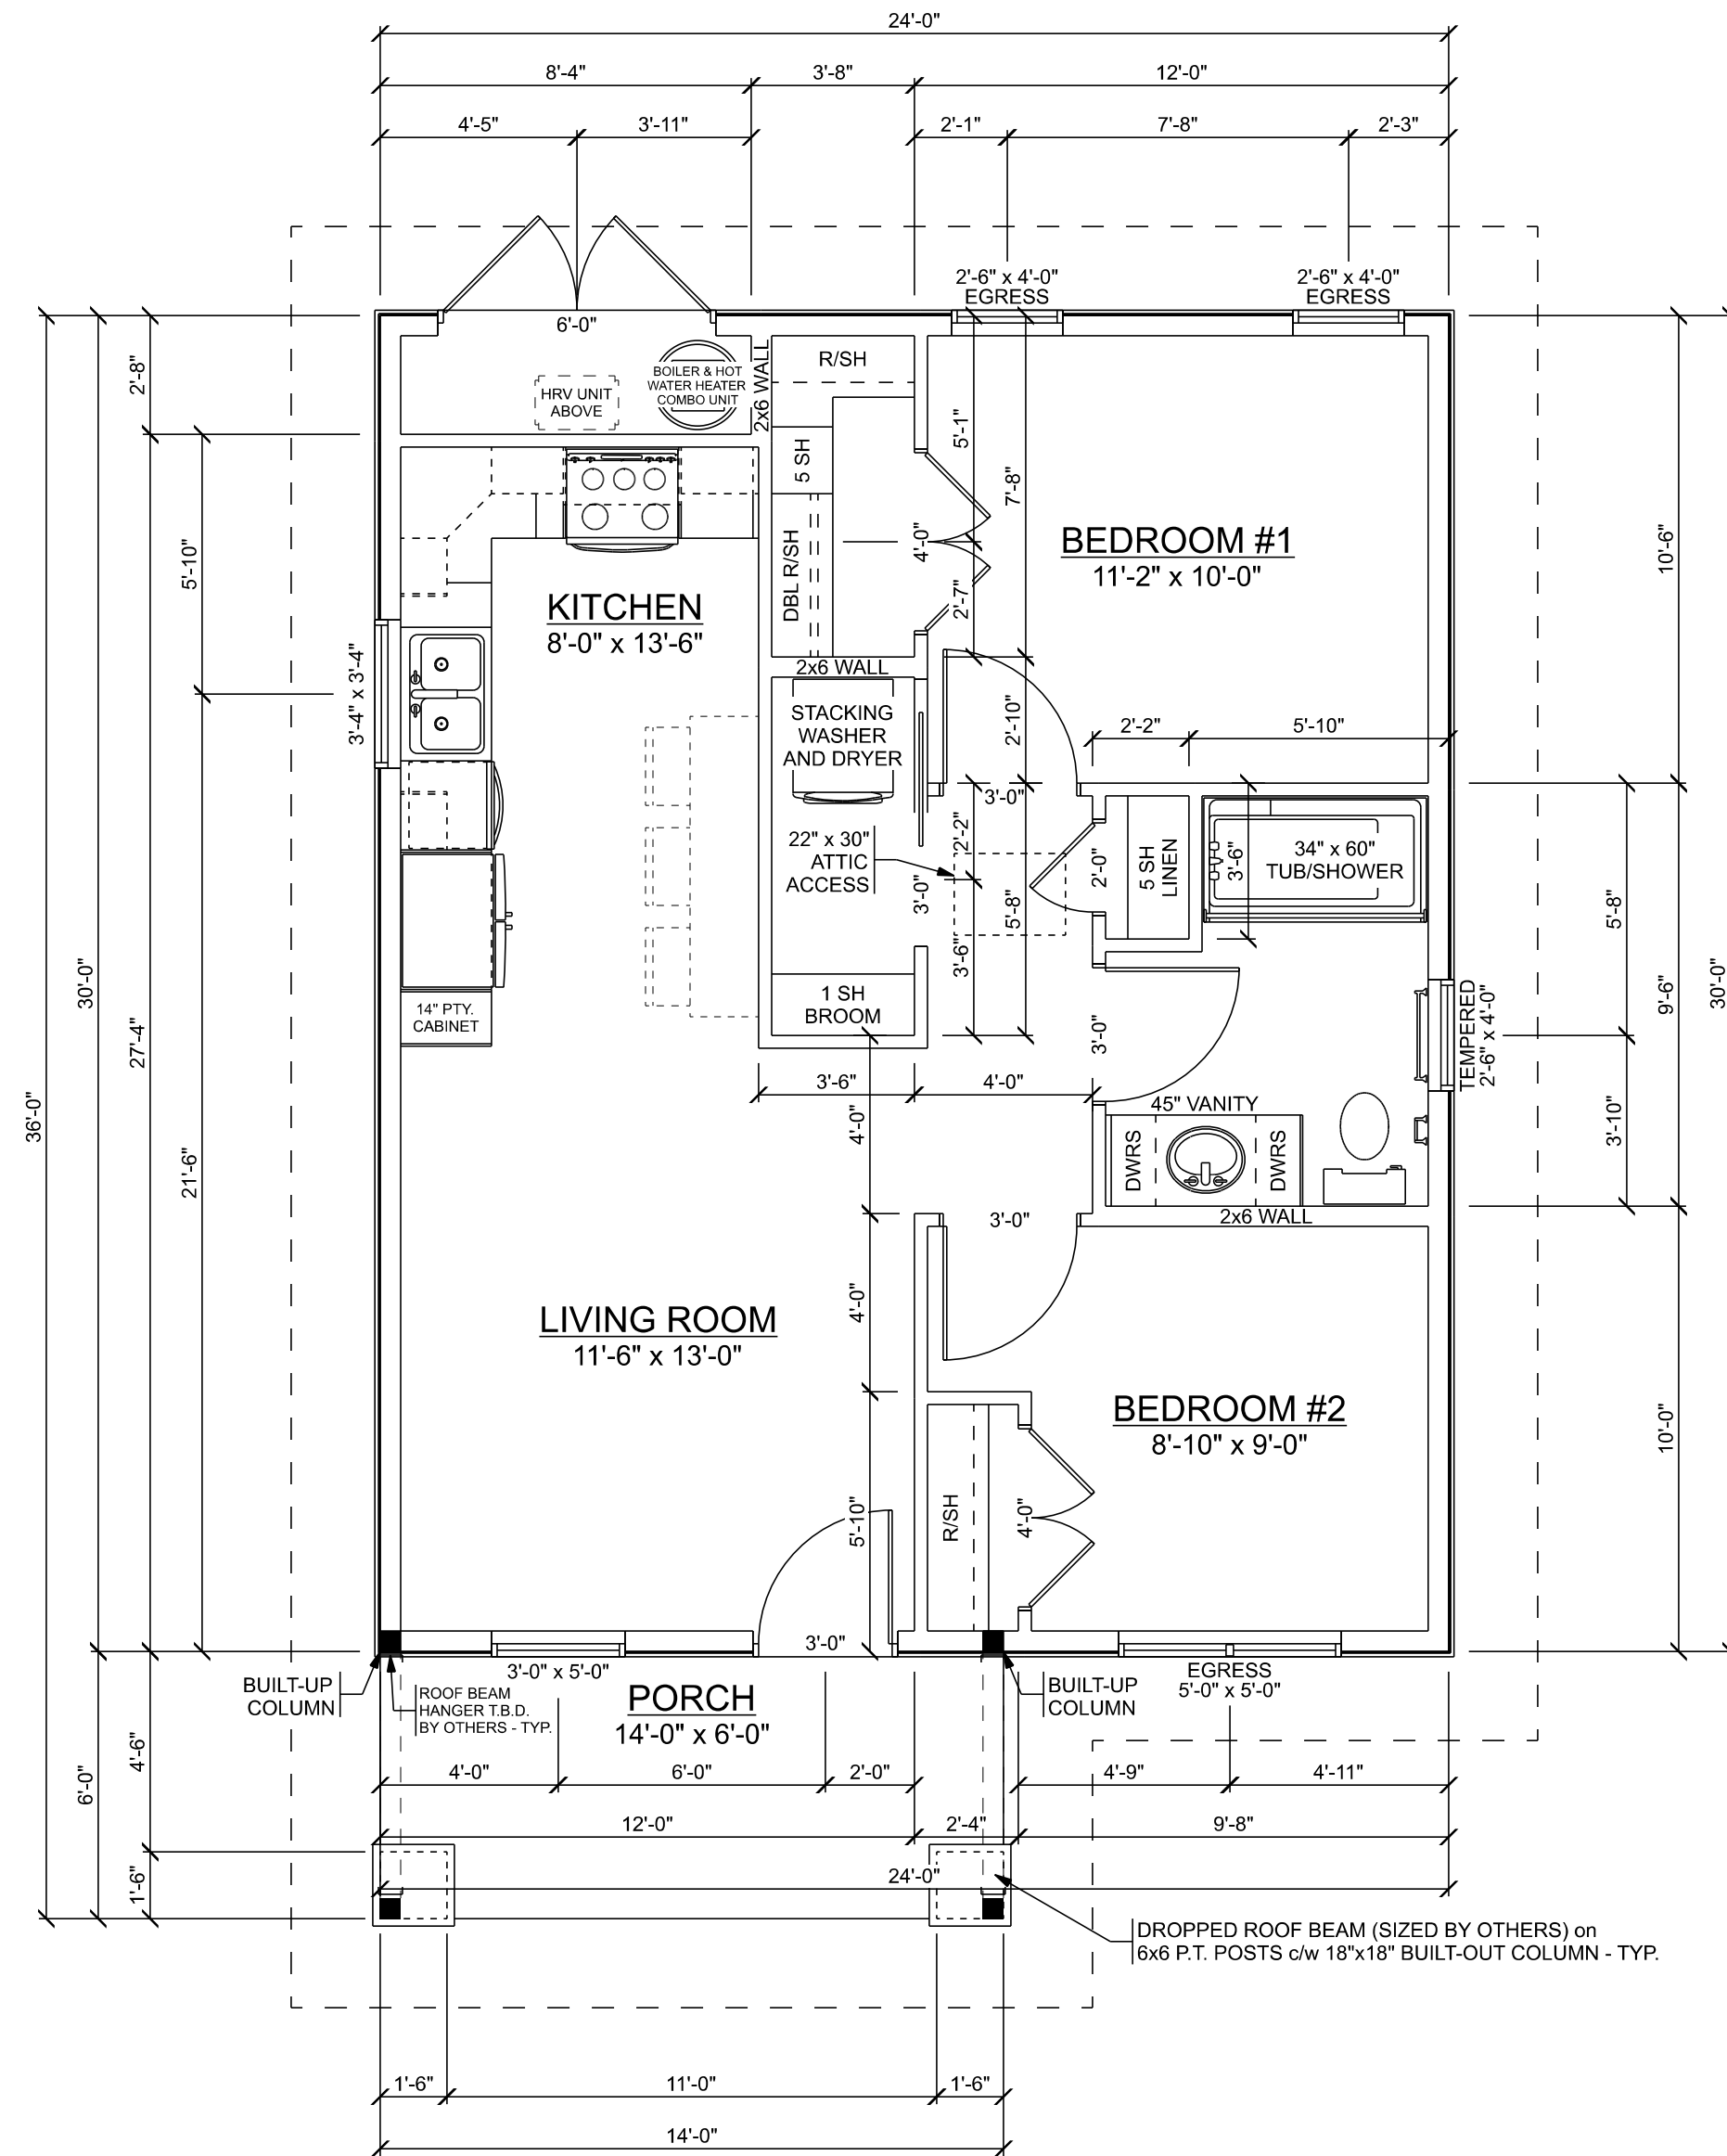 24'-0"
8'-4"
3'-8"
12'-0"
4'-5"
3'-11"
2'-1"
7'-8"
2'-3"
2'-6" x 4'-0"
EGRESS
2'-6" x 4'-0"
EGRESS
6'-0"
2'-8"
HRV UNIT
ABOVE
BOILER & HOT
WATER HEATER
COMBO UNIT
2x6 WALL
R/SH
5 SH
DBL R/SH
5'-1"
7'-8"
4'-0"
2'-7"
BEDROOM #1
11'-2" x 10'-0"
10'-6"
5'-10"
KITCHEN
8'-0" x 13'-6"
3'-4" x 3'-4"
2x6 WALL
STACKING
WASHER
AND DRYER
2'-10"
2'-2"
5'-10"
3'-0"
22" x 30"
ATTIC
ACCESS
2'-2"
3'-0"
5'-8"
3'-6"
2'-0"
5 SH
LINEN
3'-6"
34" x 60"
TUB/SHOWER
5'-8"
9'-6"
30'-0"
1 SH
BROOM
14" PTY.
CABINET
30'-0"
27'-4"
36'-0"
21'-6"
3'-0"
TEMPERED
2'-6" x 4'-0"
3'-6"
4'-0"
4'-0"
45" VANITY
DWRS
DWRS
3'-10"
3'-0"
2x6 WALL
4'-0"
LIVING ROOM
11'-6" x 13'-0"
BEDROOM #2
8'-10" x 9'-0"
10'-0"
R/SH
4'-0"
5'-10"
3'-0"
3'-0" x 5'-0"
EGRESS
5'-0" x 5'-0"
BUILT-UP
COLUMN
ROOF BEAM
HANGER T.B.D.
BY OTHERS - TYP.
PORCH
14'-0" x 6'-0"
BUILT-UP
COLUMN
4'-6"
6'-0"
4'-0"
6'-0"
2'-0"
4'-9"
4'-11"
12'-0"
2'-4"
9'-8"
1'-6"
24'-0"
DROPPED ROOF BEAM (SIZED BY OTHERS) on
6x6 P.T. POSTS c/w 18"x18" BUILT-OUT COLUMN - TYP.
1'-6"
11'-0"
1'-6"
14'-0"